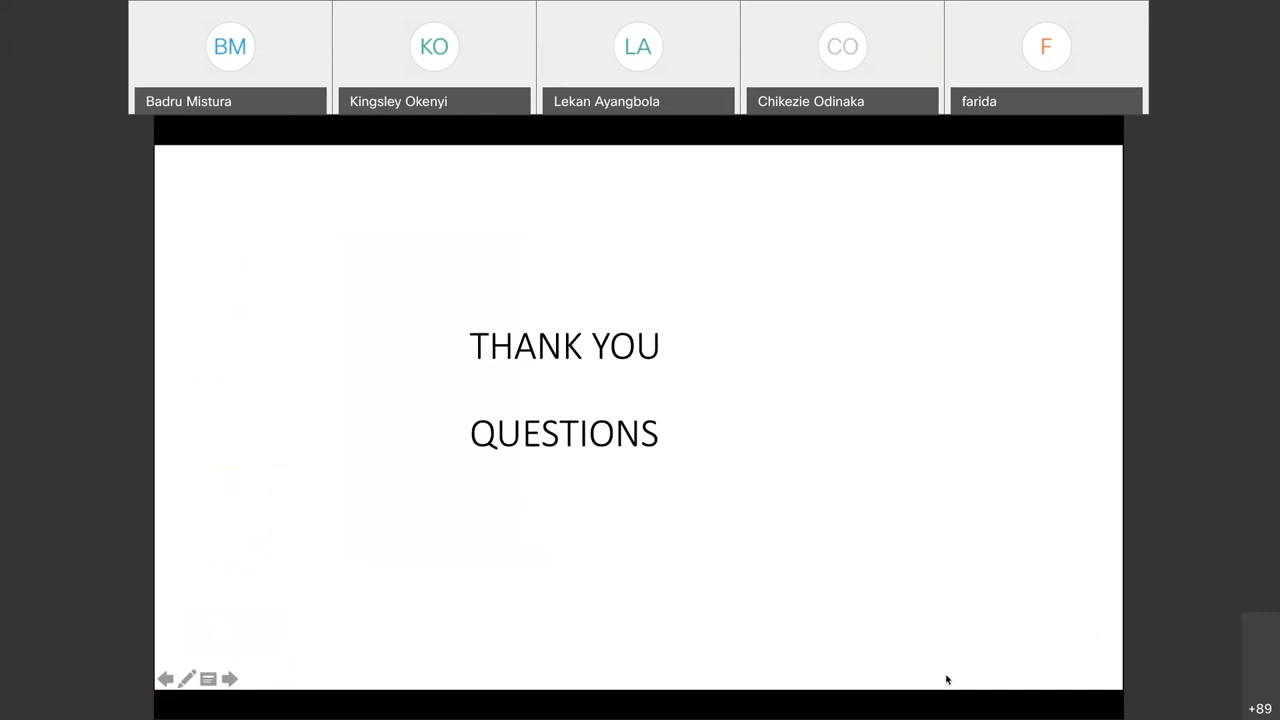 BM
KO
LA
CO
F
Badru Mistura
Kingsley Okenyi
Lekan Ayangbola
Chikezie Odinaka
farida
THANK YOU
QUESTIONS
+89